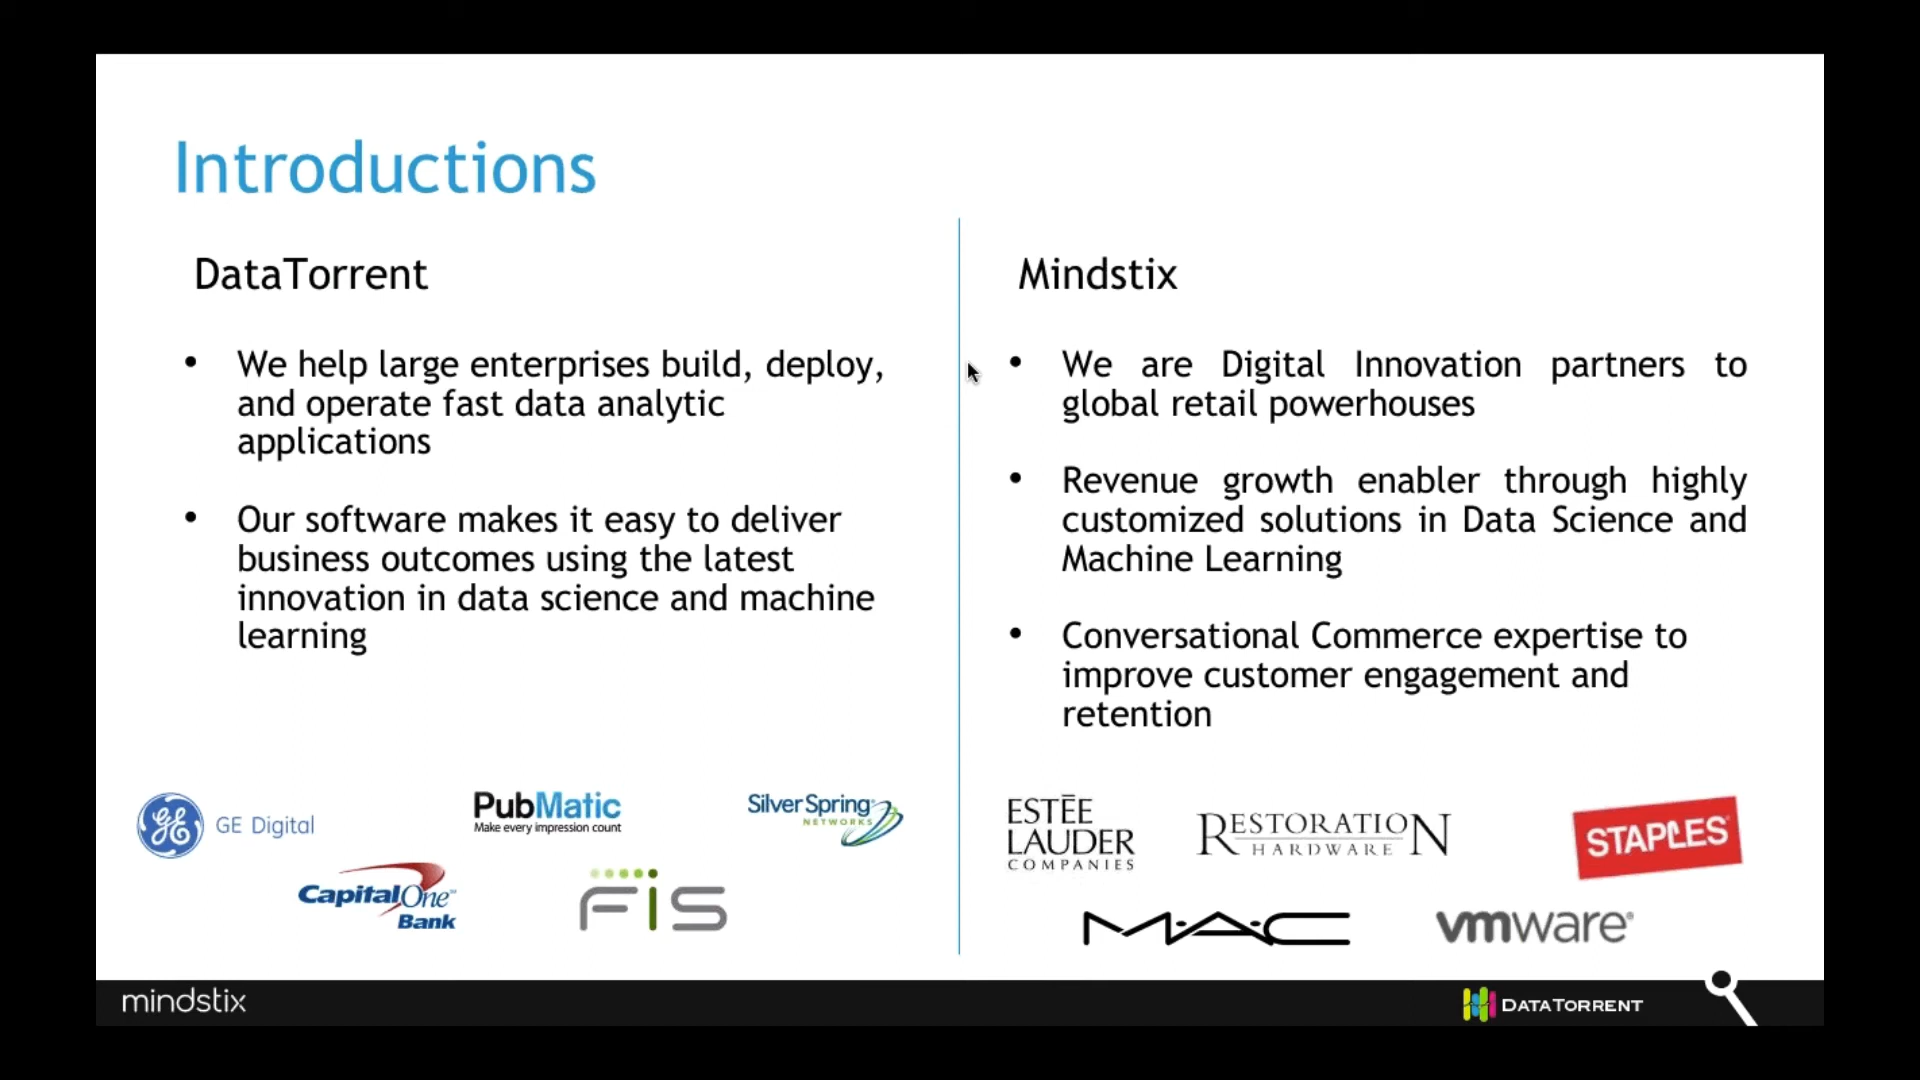 Introductions
DataTorrent
• We help large enterprises build, deploy,
and operate fast data analytic
applications
• Our software makes it easy to deliver
business outcomes using the latest
innovation in data science and machine
learning
GE Digital
PubMatic
Make every impression count
Silver Spring
NETWORKS
Capital One
Bank
FIS
Mindstix
• We are Digital Innovation partners to
global retail powerhouses
• Revenue growth enabler through highly
customized solutions in Data Science and
Machine Learning
• Conversational Commerce expertise to
improve customer engagement and
retention
ESTĒE
LAUDER
COMPANIES
RESTORATION
HARDWARE
STAPLES
M·A·C
vmware®
mindstix
DATATORRENT